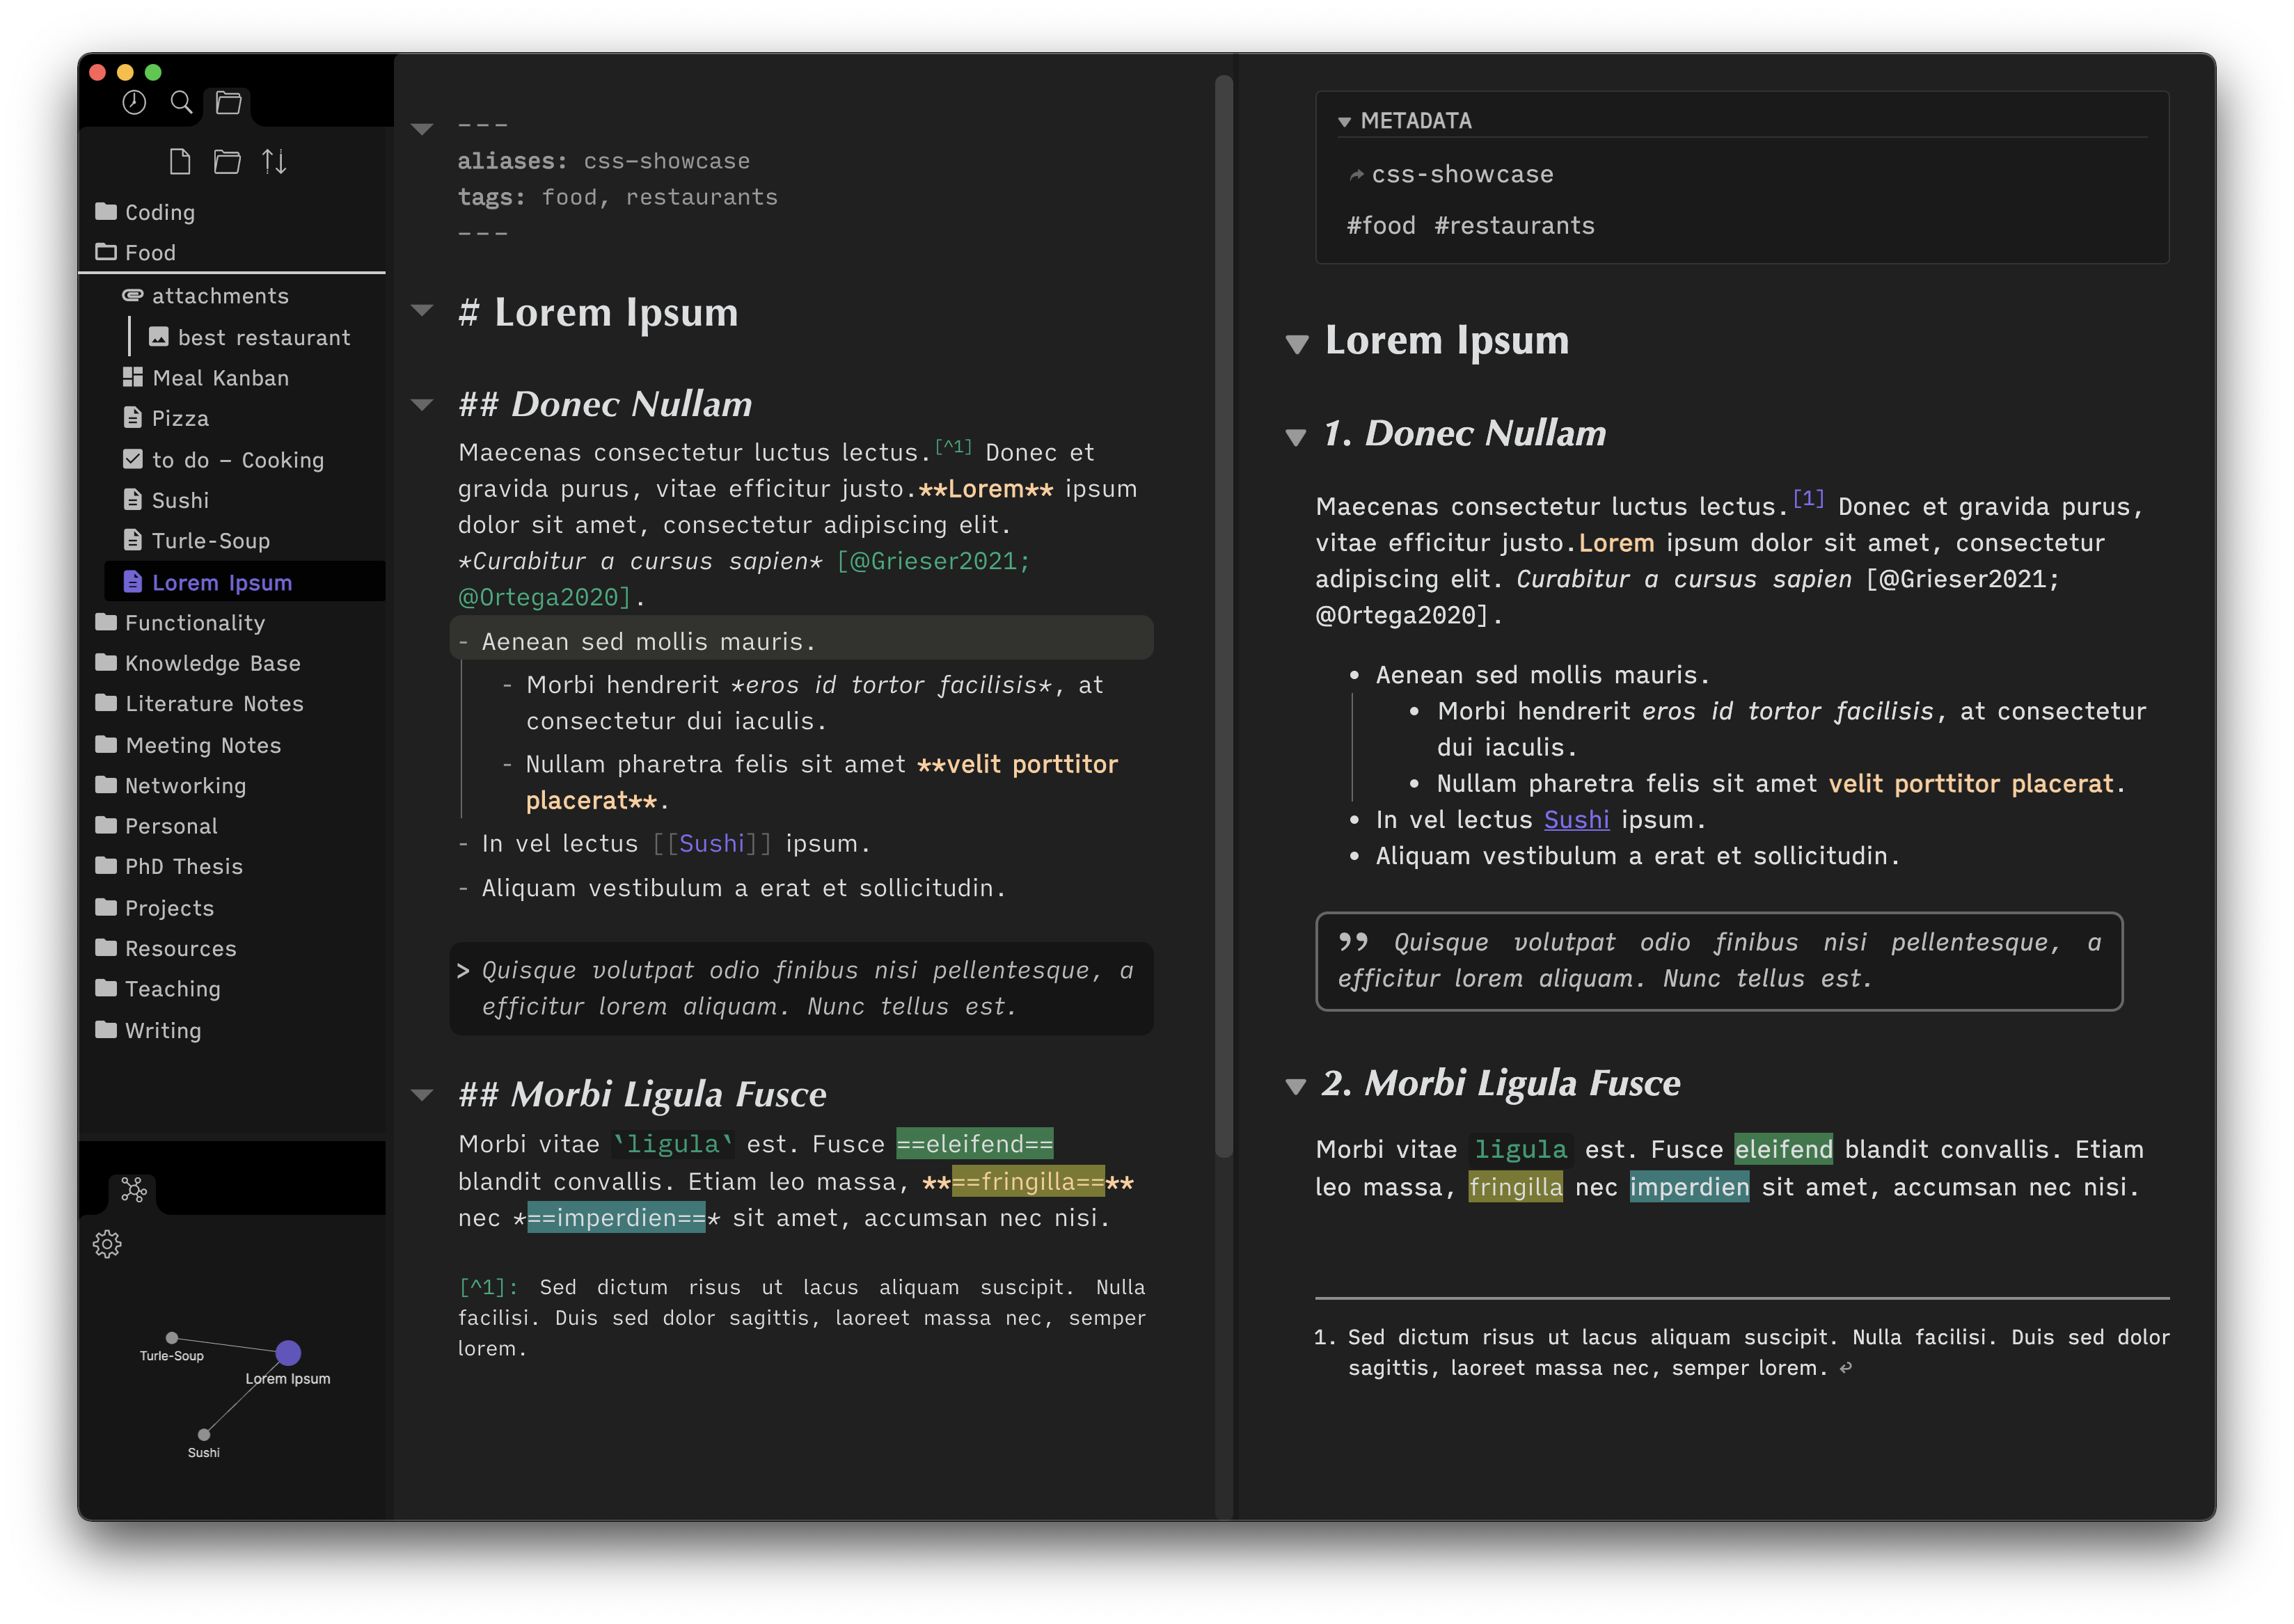 Coding
Food
attachments
best restaurant
Meal Kanban
Pizza
to do – Cooking
Sushi
Turle-Soup
Lorem Ipsum
Functionality
Knowledge Base
Literature Notes
Meeting Notes
Networking
Personal
PhD Thesis
Projects
Resources
Teaching
Writing
Turle-Soup
Lorem Ipsum
Sushi
---
aliases: css-showcase
tags: food, restaurants
---
# Lorem Ipsum
## Donec Nullam
Maecenas consectetur luctus lectus.[^1] Donec et
gravida purus, vitae efficitur justo.**Lorem** ipsum
dolor sit amet, consectetur adipiscing elit.
*Curabitur a cursus sapien* [@Grieser2021;
@Ortega2020].
- Aenean sed mollis mauris.
- Morbi hendrerit *eros id tortor facilisis*, at
consectetur dui iaculis.
- Nullam pharetra felis sit amet **velit porttitor
placerat**.
- In vel lectus [[Sushi]] ipsum.
- Aliquam vestibulum a erat et sollicitudin.
> Quisque volutpat odio finibus nisi pellentesque, a
efficitur lorem aliquam. Nunc tellus est.
## Morbi Ligula Fusce
Morbi vitae `ligula` est. Fusce ==eleifend==
blandit convallis. Etiam leo massa, **==fringilla==**
nec *==imperdien==* sit amet, accumsan nec nisi.
[^1]: Sed dictum risus ut lacus aliquam suscipit. Nulla
facilisi. Duis sed dolor sagittis, laoreet massa nec, semper
lorem.
METADATA
css-showcase
#food #restaurants
Lorem Ipsum
1. Donec Nullam
Maecenas consectetur luctus lectus.[1] Donec et gravida purus,
vitae efficitur justo.Lorem ipsum dolor sit amet, consectetur
adipiscing elit. Curabitur a cursus sapien [@Grieser2021;
@Ortega2020].
• Aenean sed mollis mauris.
• Morbi hendrerit eros id tortor facilisis, at consectetur
dui iaculis.
• Nullam pharetra felis sit amet velit porttitor placerat.
• In vel lectus Sushi ipsum.
• Aliquam vestibulum a erat et sollicitudin.
” Quisque volutpat odio finibus nisi pellentesque, a
efficitur lorem aliquam. Nunc tellus est.
2. Morbi Ligula Fusce
Morbi vitae ligula est. Fusce eleifend blandit convallis. Etiam
leo massa, fringilla nec imperdien sit amet, accumsan nec nisi.
1. Sed dictum risus ut lacus aliquam suscipit. Nulla facilisi. Duis sed dolor
sagittis, laoreet massa nec, semper lorem. ↩